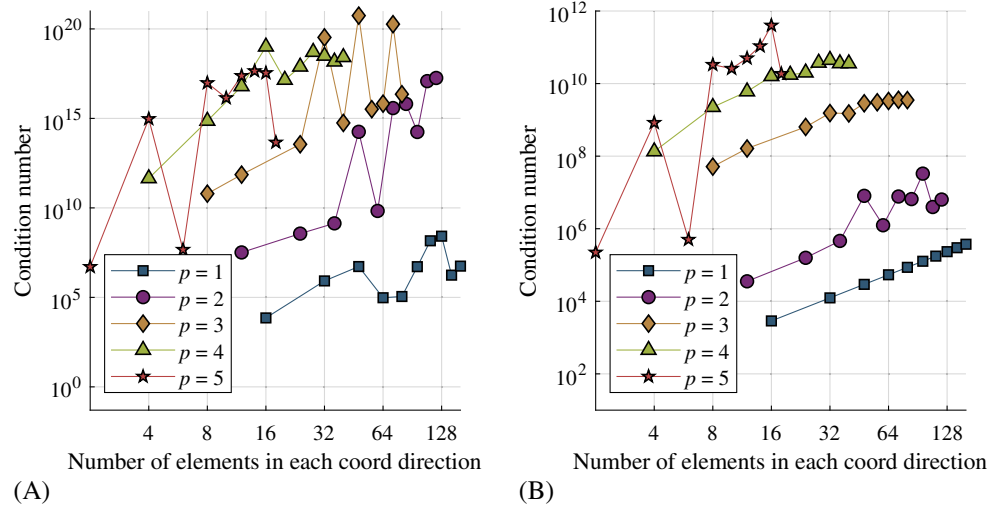 10^20
10^15
10^10
10^5
10^0
Condition number
p = 1
p = 2
p = 3
p = 4
p = 5
4 8 16 32 64 128
Number of elements in each coord direction
(A)
10^12
10^10
10^8
10^6
10^4
10^2
Condition number
p = 1
p = 2
p = 3
p = 4
p = 5
4 8 16 32 64 128
Number of elements in each coord direction
(B)